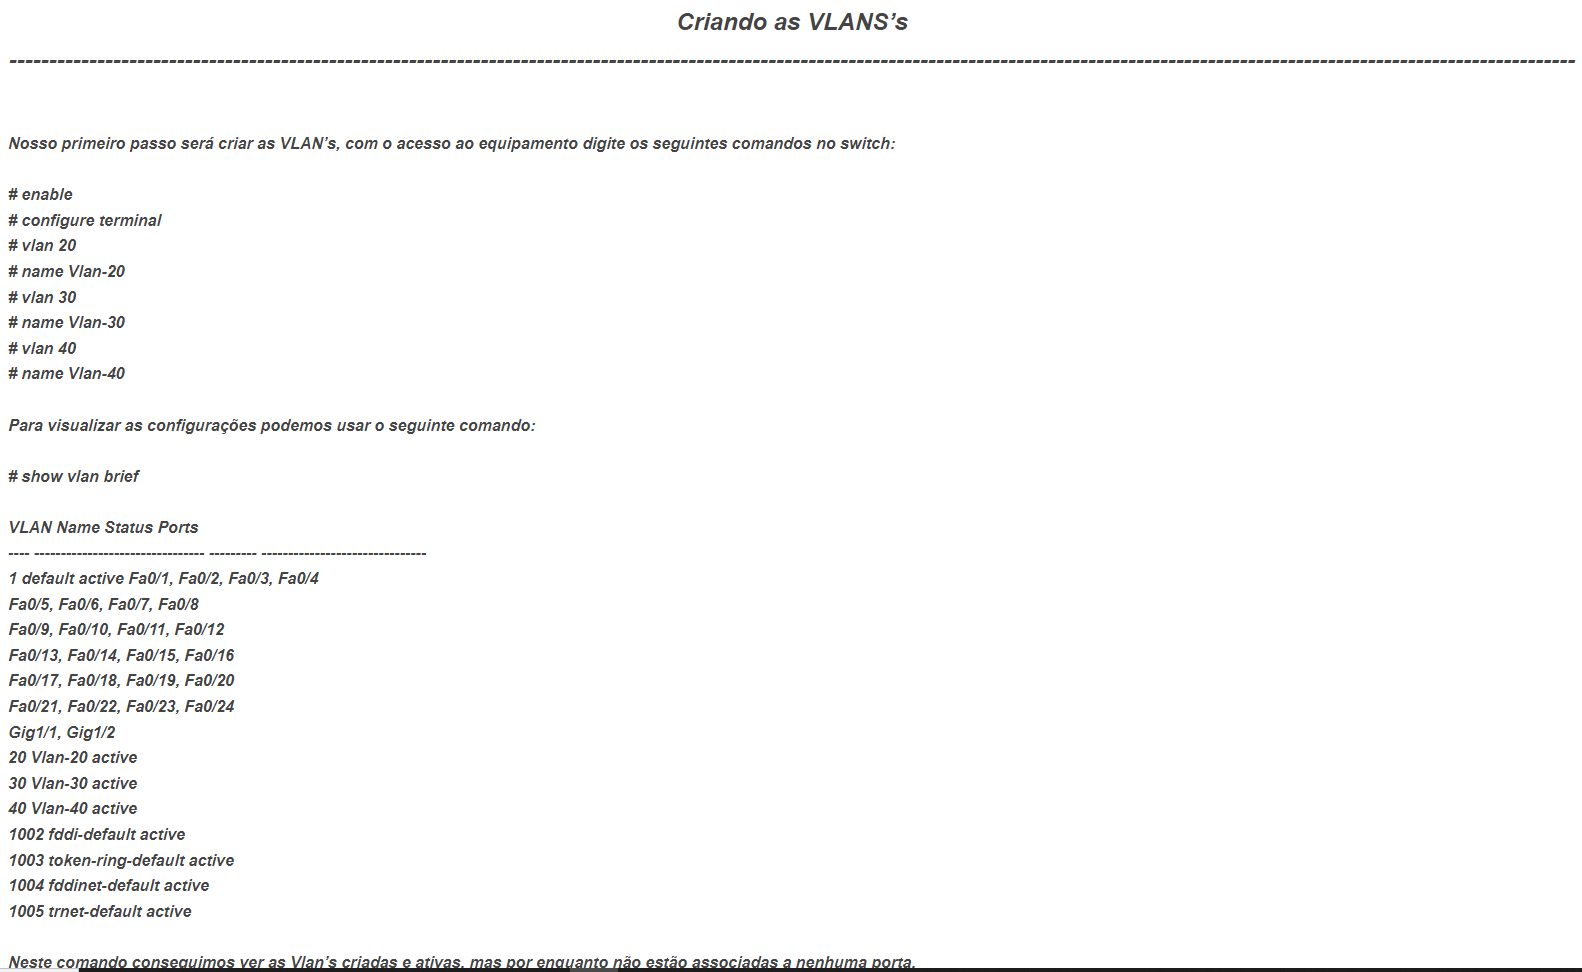 Criando as VLANS’s
----------------------------------------------------------------------------------------------------------------------------------------------------------------------------------------------------
Nosso primeiro passo será criar as VLAN’s, com o acesso ao equipamento digite os seguintes comandos no switch:
# enable
# configure terminal
# vlan 20
# name Vlan-20
# vlan 30
# name Vlan-30
# vlan 40
# name Vlan-40
Para visualizar as configurações podemos usar o seguinte comando:
# show vlan brief
VLAN Name Status Ports
---- -------------------------------- --------- -------------------------------
1 default active Fa0/1, Fa0/2, Fa0/3, Fa0/4
Fa0/5, Fa0/6, Fa0/7, Fa0/8
Fa0/9, Fa0/10, Fa0/11, Fa0/12
Fa0/13, Fa0/14, Fa0/15, Fa0/16
Fa0/17, Fa0/18, Fa0/19, Fa0/20
Fa0/21, Fa0/22, Fa0/23, Fa0/24
Gig1/1, Gig1/2
20 Vlan-20 active
30 Vlan-30 active
40 Vlan-40 active
1002 fddi-default active
1003 token-ring-default active
1004 fddinet-default active
1005 trnet-default active
Neste comando conseguimos ver as Vlan’s criadas e ativas, mas por enquanto não estão associadas a nenhuma porta.